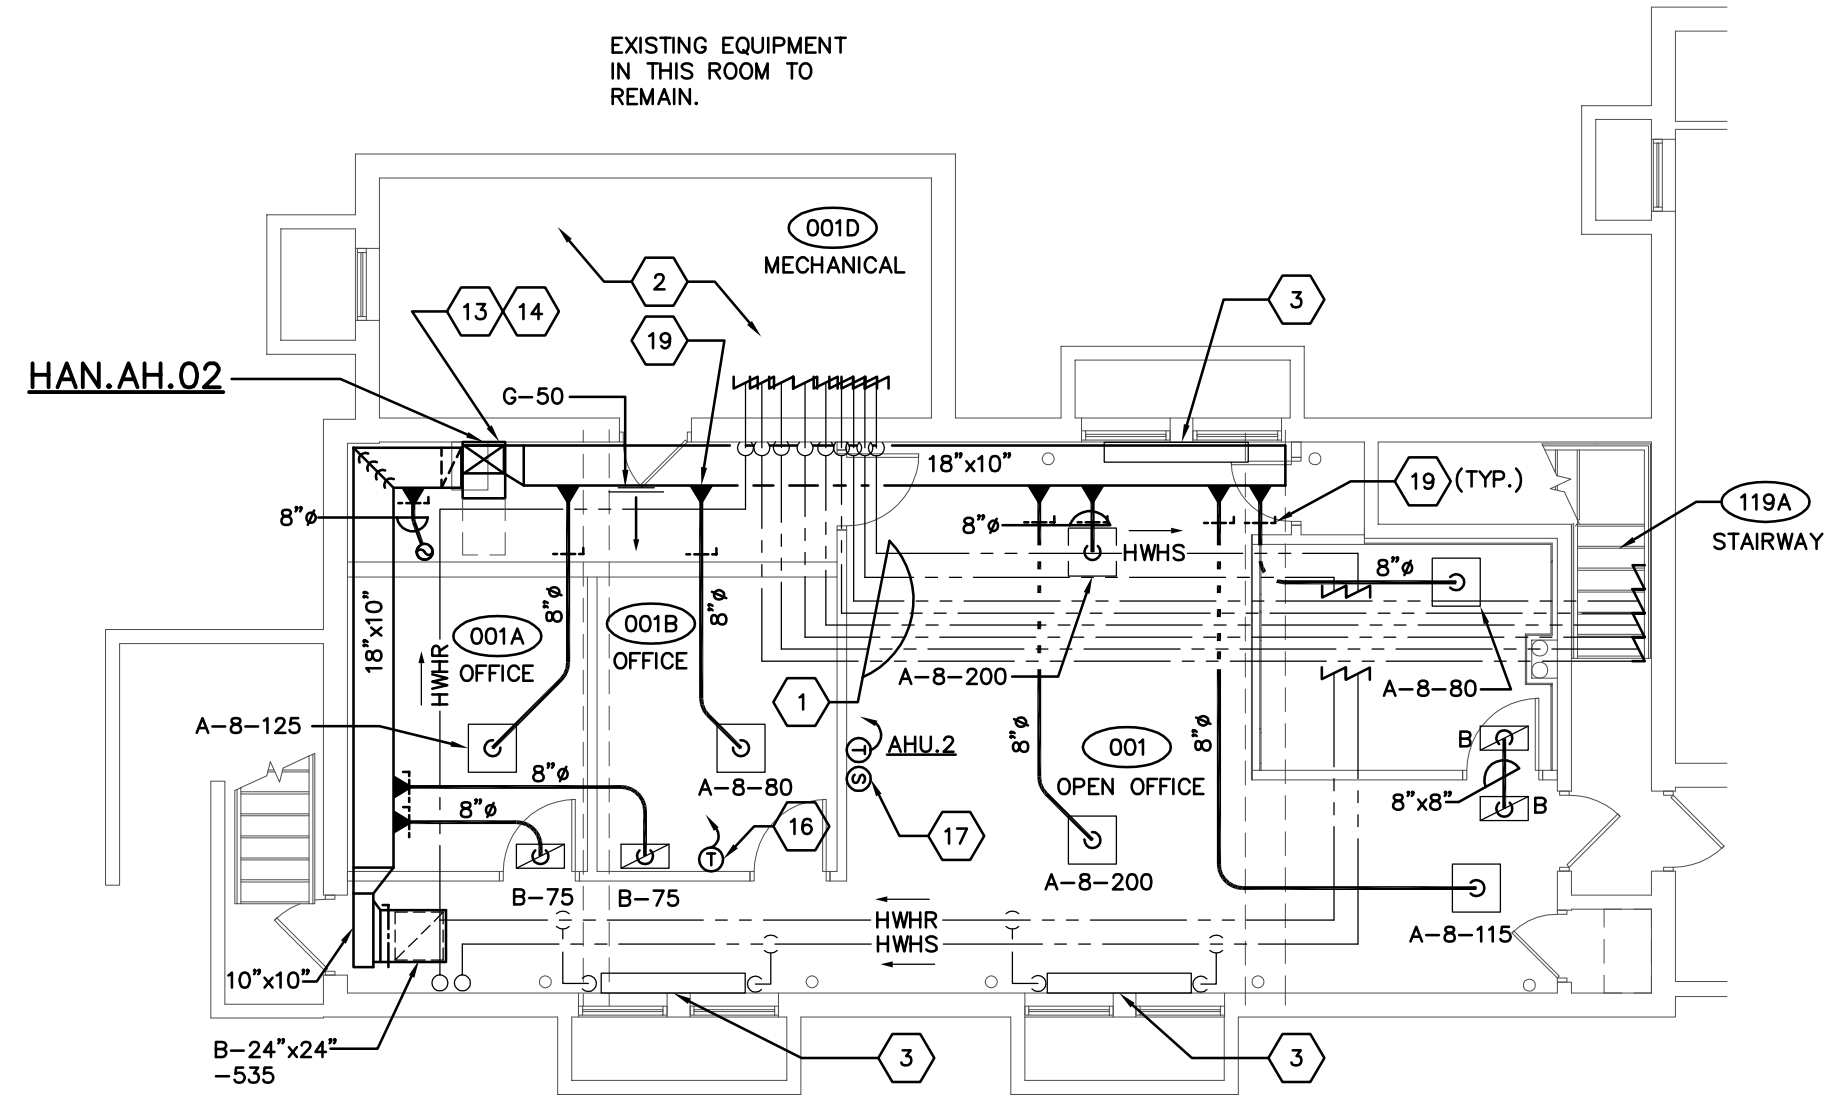 EXISTING EQUIPMENT
IN THIS ROOM TO
REMAIN.
001D
MECHANICAL
2
13
14
3
19
HAN.AH.02
G-50
18"x10"
19
(TYP.)
119A
STAIRWAY
8"ø
8"ø
HWHS
8"ø
18"x10"
8"ø
8"ø
001A
OFFICE
001B
OFFICE
HWHR
A-8-200
A-8-80
1
A-8-125
8"ø
8"ø
T
AHU.2
S
001
OPEN OFFICE
B
8"ø
A-8-80
8"x8"
B
8"ø
16
17
T
A-8-200
B-75
B-75
HWHR
HWHS
A-8-115
10"x10"
B-24"x24"
-535
3
3